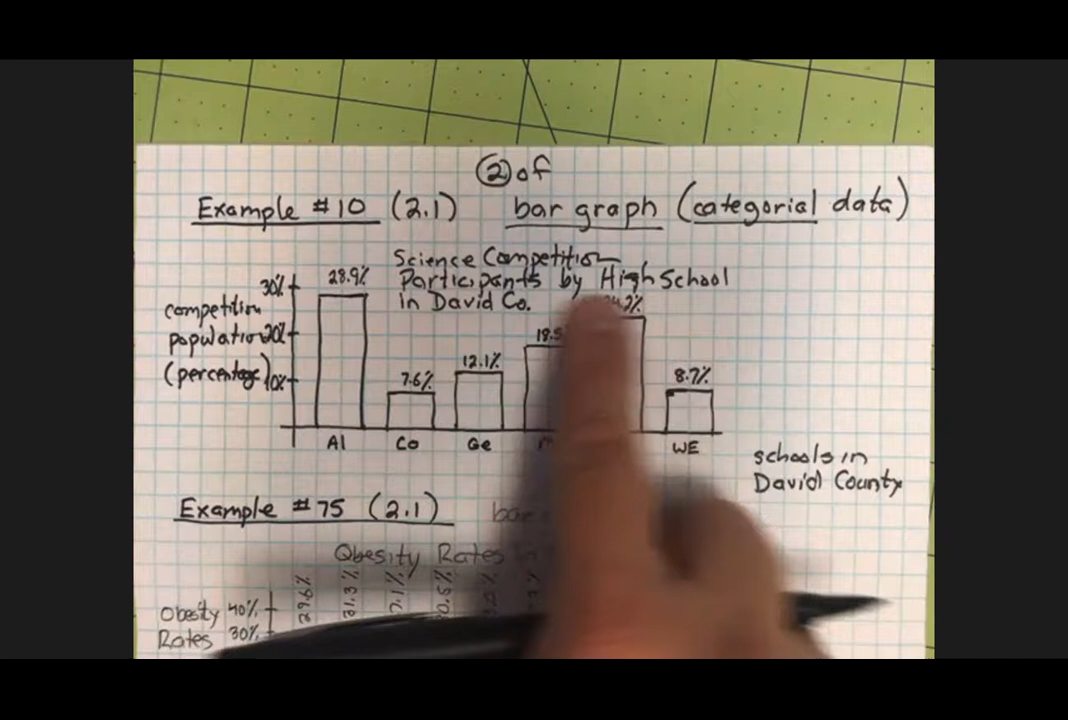 ② of
Example #10 (2.1) bar graph (categorial data)
Science Competition
Participants by High School
in David Co.
30% 28.9%
competition
population 20%
(percentage) 10%
7.6% 12.1% 8.7%
Al Co Ge WE
schools in
David County
Example #75 (2.1)
Obesity Rates
29.6% 31.3%
Obesity 40%
Rates 30%